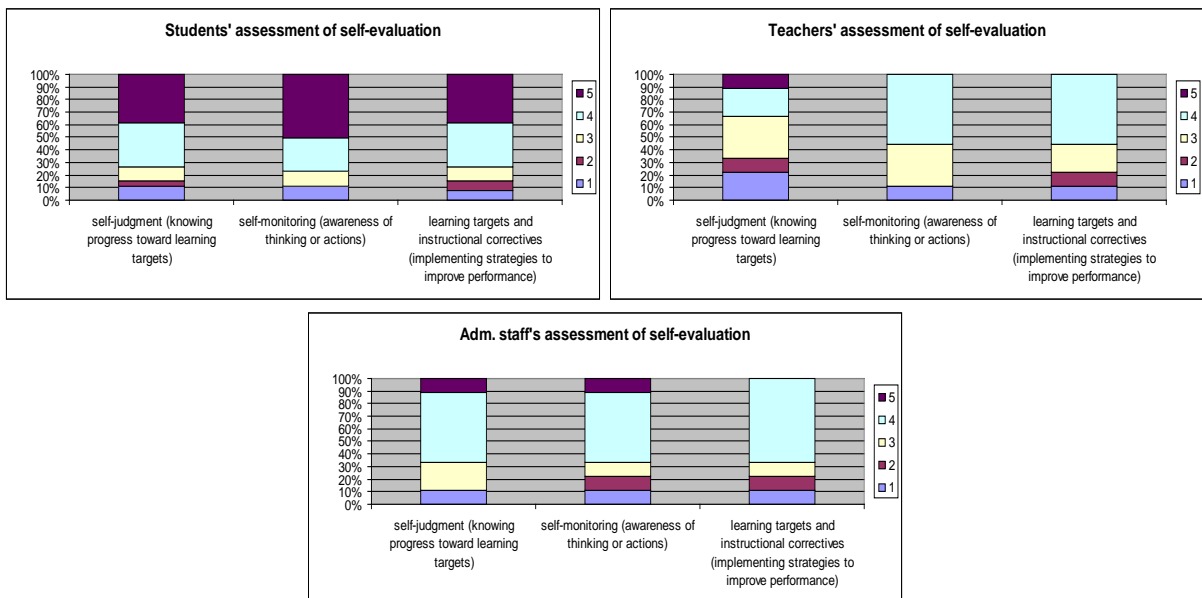 Students' assessment of self-evaluation
100%
90%
80%
70%
60%
50%
40%
30%
20%
10%
0%
self-judgment (knowing
progress toward learning
targets)
self-monitoring (awareness of
thinking or actions)
learning targets and
instructional correctives
(implementing strategies to
improve performance)
5
4
3
2
1
Teachers' assessment of self-evaluation
100%
90%
80%
70%
60%
50%
40%
30%
20%
10%
0%
self-judgment (knowing
progress toward learning
targets)
self-monitoring (awareness of
thinking or actions)
learning targets and
instructional correctives
(implementing strategies to
improve performance)
5
4
3
2
1
Adm. staff's assessment of self-evaluation
100%
90%
80%
70%
60%
50%
40%
30%
20%
10%
0%
self-judgment (knowing
progress toward learning
targets)
self-monitoring (awareness of
thinking or actions)
learning targets and
instructional correctives
(implementing strategies to
improve performance)
5
4
3
2
1